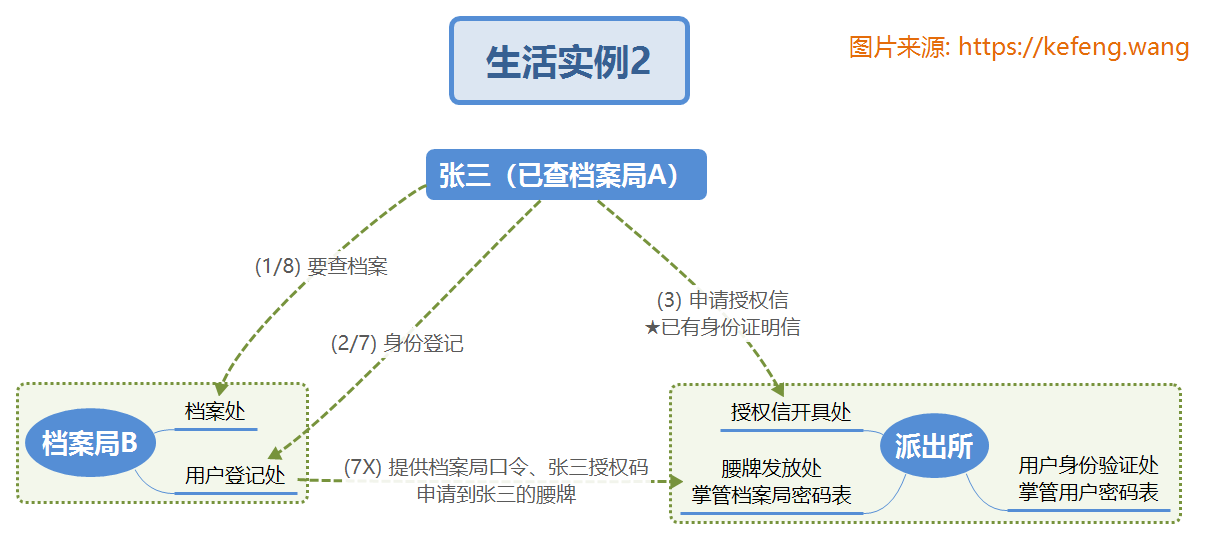 生活实例2
图片来源: https://kefeng.wang
张三（已查档案局A）
(1/8) 要查档案
(2/7) 身份登记
(3) 申请授权信
★已有身份证明信
档案局B
档案处
用户登记处
(7X) 提供档案局口令、张三授权码
申请到张三的腰牌
授权信开具处
派出所
腰牌发放处
掌管档案局密码表
用户身份验证处
掌管用户密码表